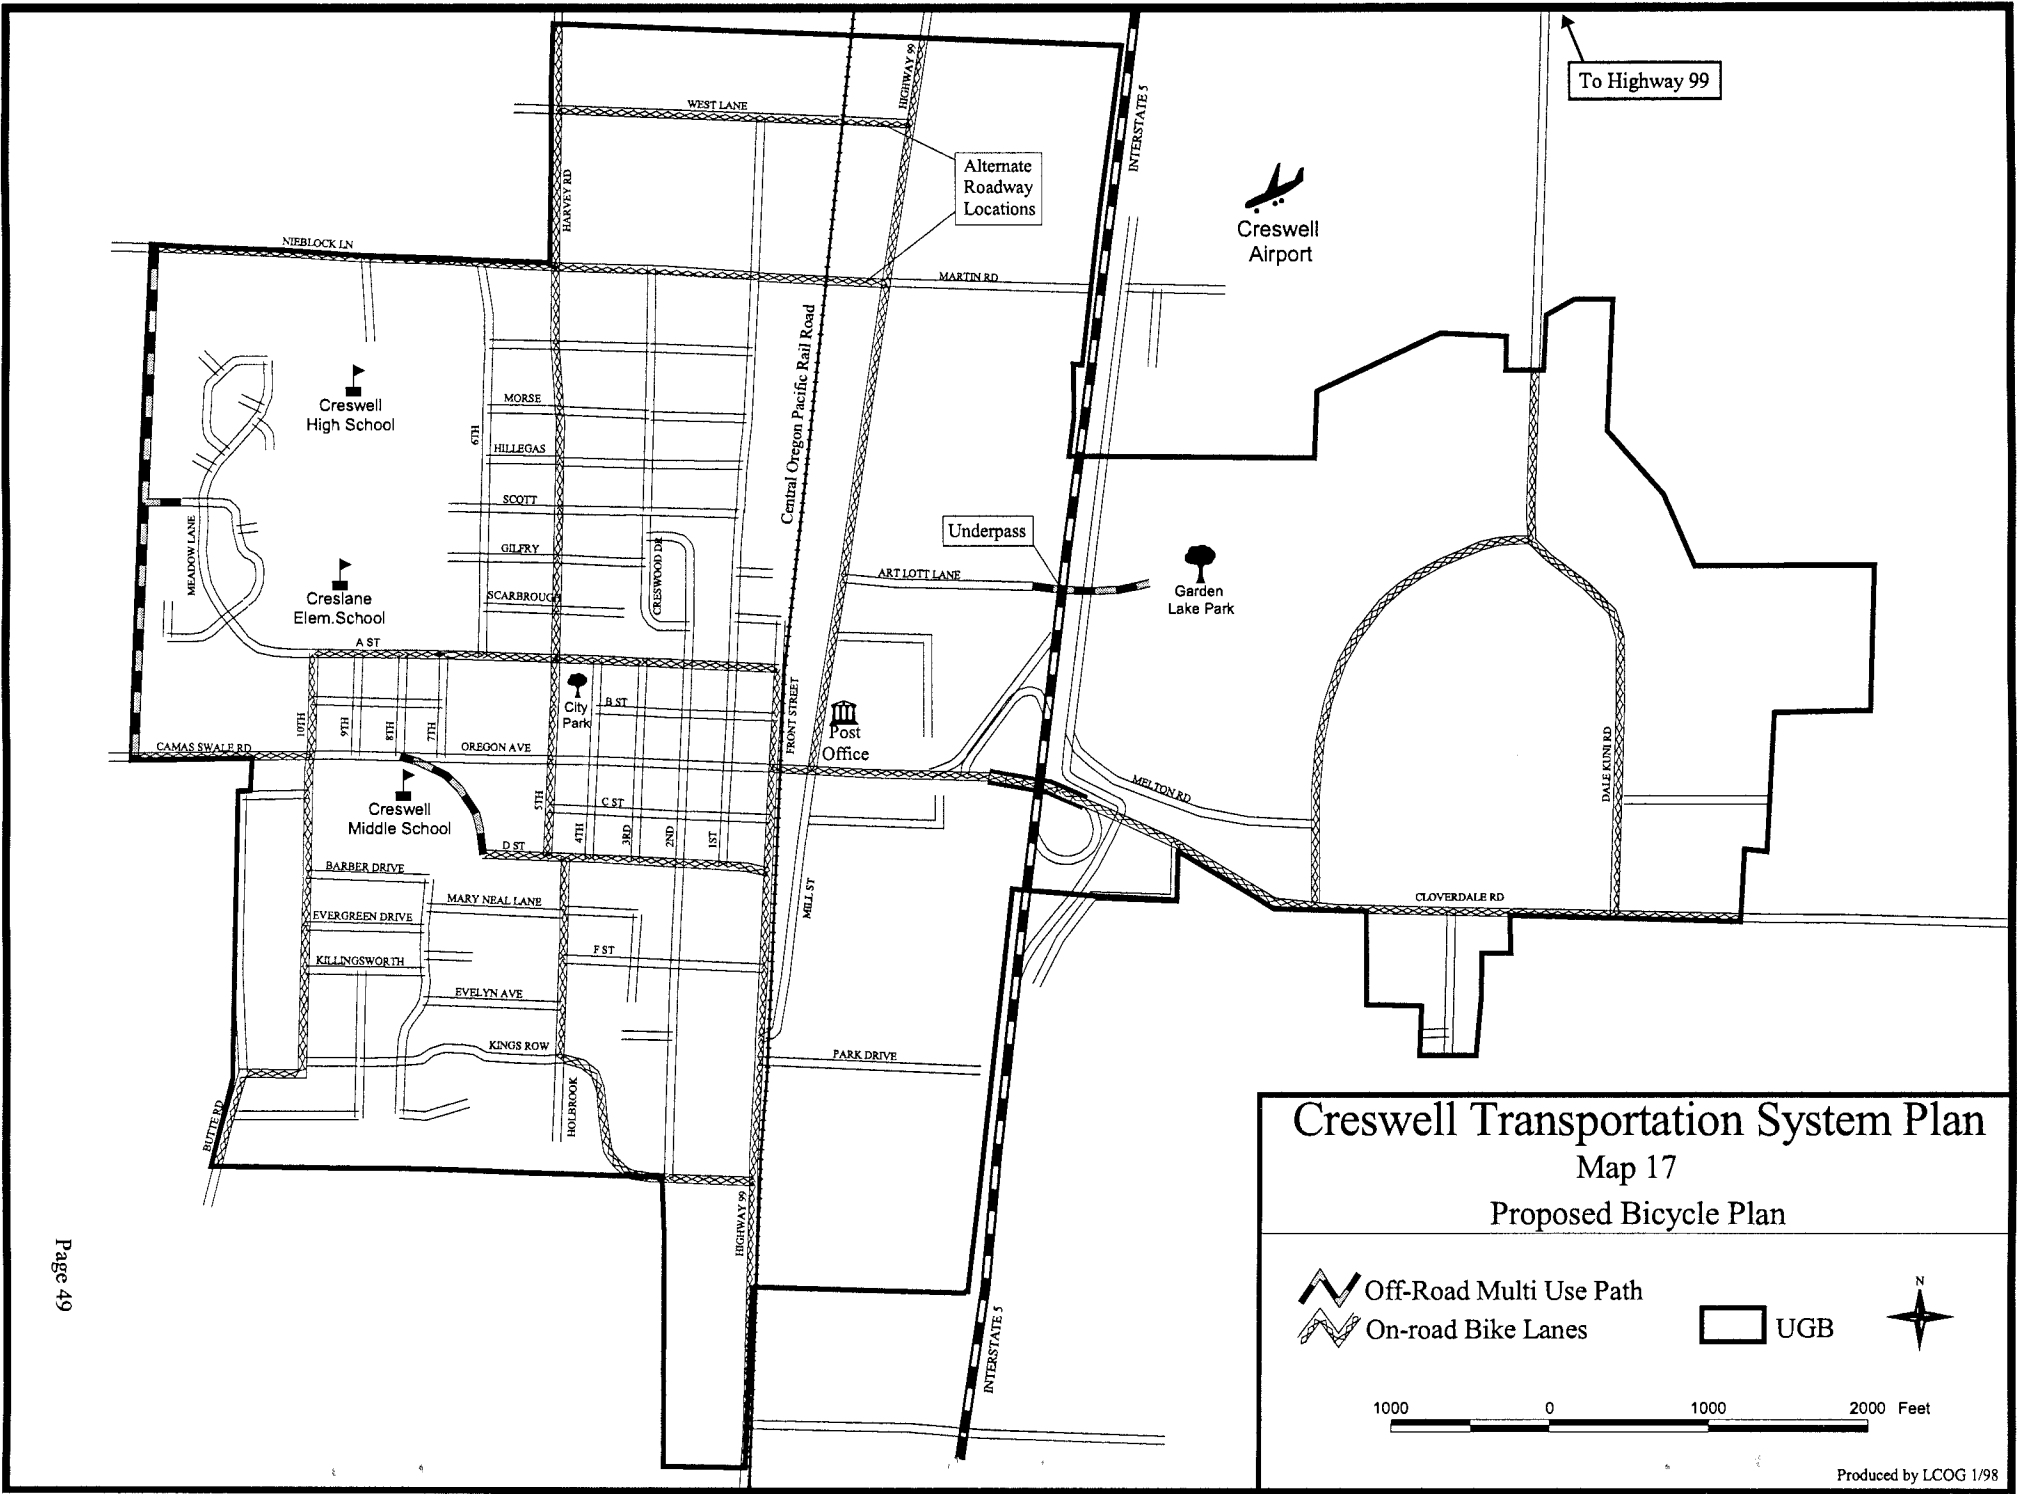 To Highway 99
WEST LANE
HIGHWAY 99
INTERSTATE 5
Alternate
Roadway
Locations
HARVEY RD
Creswell
Airport
NIEBLOCK LN
MARTIN RD
Central Oregon Pacific Rail Road
Creswell
High School
MORSE
6TH
HILLEGAS
SCOTT
MEADOW LANE
GILFRY
CRESWOOD DR
Underpass
ART LOTT LANE
Garden
Lake Park
Creslane
Elem.School
SCARBROUGH
A ST
City
Park
B ST
10TH
9TH
8TH
7TH
FRONT STREET
Post
Office
CAMAS SWALE RD
OREGON AVE
MELTON RD
DALE KUNI RD
Creswell
Middle School
5TH
C ST
4TH
3RD
2ND
1ST
D ST
BARBER DRIVE
MARY NEAL LANE
MILL ST
CLOVERDALE RD
EVERGREEN DRIVE
F ST
KILLINGSWORTH
EVELYN AVE
KINGS ROW
PARK DRIVE
BUTTE RD
HOLBROOK
HIGHWAY 99
INTERSTATE 5
Page 49
Creswell Transportation System Plan
Map 17
Proposed Bicycle Plan
Off-Road Multi Use Path
On-road Bike Lanes
UGB
N
1000 0 1000 2000 Feet
Produced by LCOG 1/98